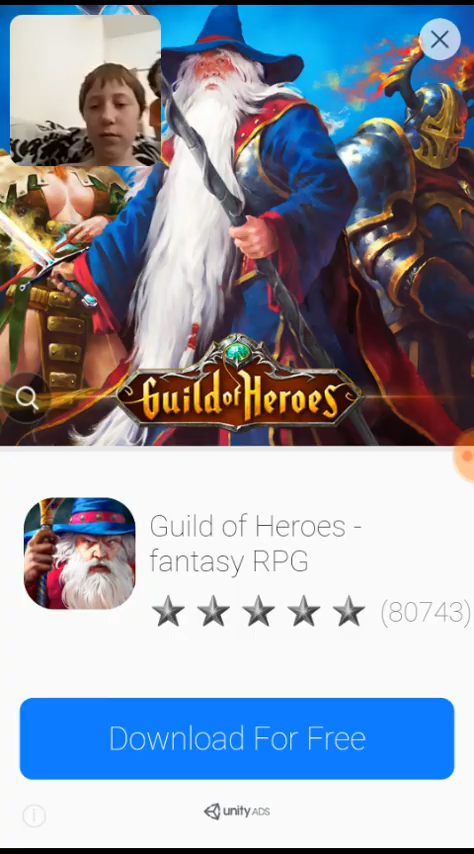 Guild of Heroes
Guild of Heroes -
fantasy RPG
(80743)
Download For Free
i
unity ADS